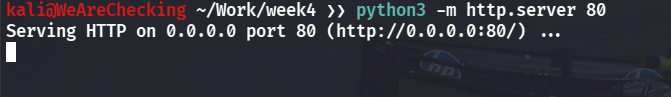 kali@WeAreChecking ~/Work/week4 ❯❯ python3 -m http.server 80
Serving HTTP on 0.0.0.0 port 80 (http://0.0.0.0:80/) ...